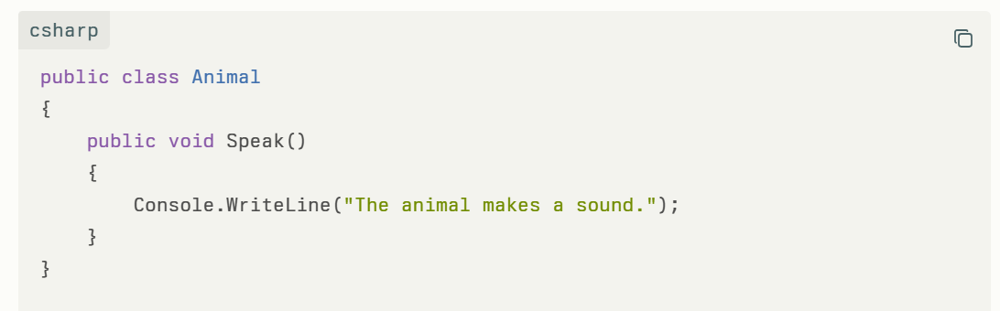 csharp
public class Animal
{
    public void Speak()
    {
        Console.WriteLine("The animal makes a sound.");
    }
}